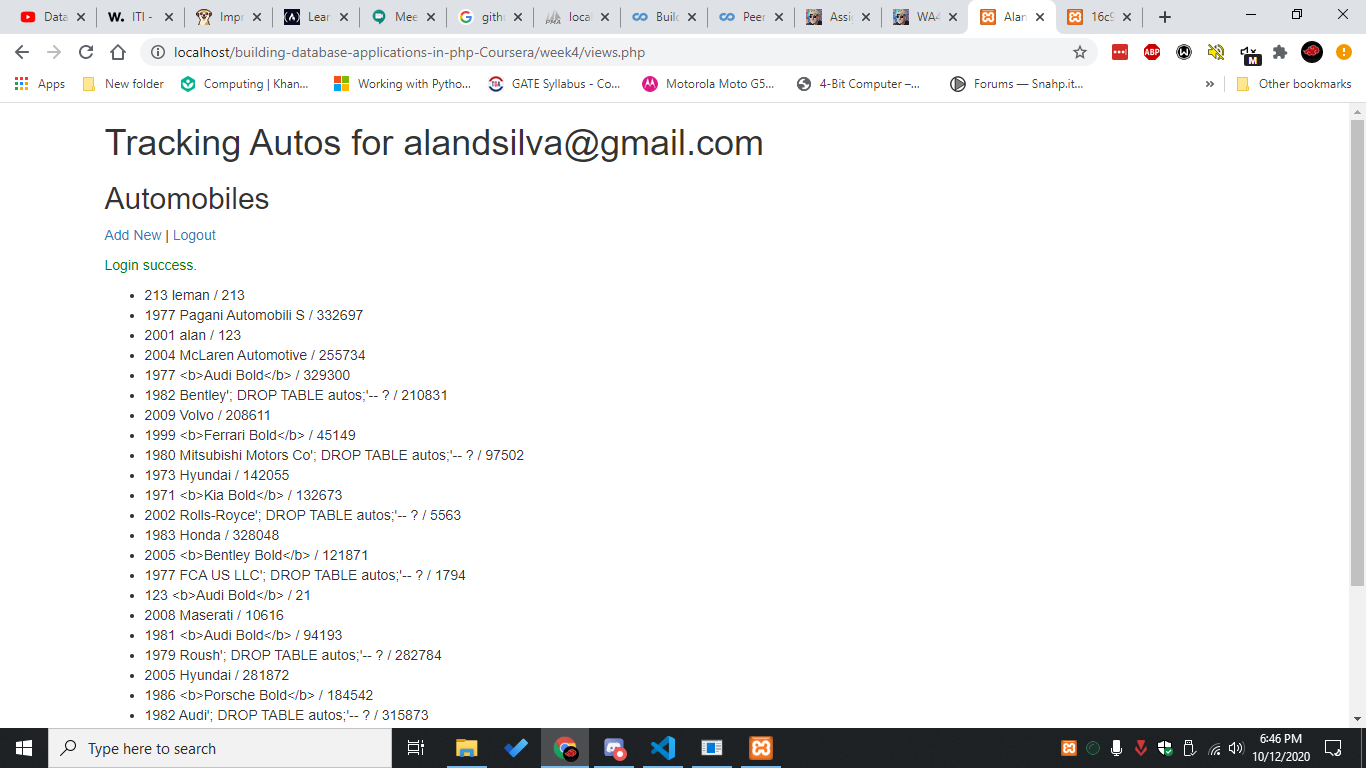 Data
ITI -
Impr
Lear
Mee
gith
local
Build
Peer
Assi
WA4
Alan
16c9
localhost/building-database-applications-in-php-Coursera/week4/views.php
Apps New folder Computing | Khan... Working with Pytho... GATE Syllabus - Co... Motorola Moto G5... 4-Bit Computer –... Forums — Snahp.it... » Other bookmarks
Tracking Autos for alandsilva@gmail.com
Automobiles
Add New | Logout
Login success.
• 213 leman / 213
• 1977 Pagani Automobili S / 332697
• 2001 alan / 123
• 2004 McLaren Automotive / 255734
• 1977 <b>Audi Bold</b> / 329300
• 1982 Bentley'; DROP TABLE autos;'-- ? / 210831
• 2009 Volvo / 208611
• 1999 <b>Ferrari Bold</b> / 45149
• 1980 Mitsubishi Motors Co'; DROP TABLE autos;'-- ? / 97502
• 1973 Hyundai / 142055
• 1971 <b>Kia Bold</b> / 132673
• 2002 Rolls-Royce'; DROP TABLE autos;'-- ? / 5563
• 1983 Honda / 328048
• 2005 <b>Bentley Bold</b> / 121871
• 1977 FCA US LLC'; DROP TABLE autos;'-- ? / 1794
• 123 <b>Audi Bold</b> / 21
• 2008 Maserati / 10616
• 1981 <b>Audi Bold</b> / 94193
• 1979 Roush'; DROP TABLE autos;'-- ? / 282784
• 2005 Hyundai / 281872
• 1986 <b>Porsche Bold</b> / 184542
• 1982 Audi'; DROP TABLE autos;'-- ? / 315873
Type here to search
6:46 PM
10/12/2020